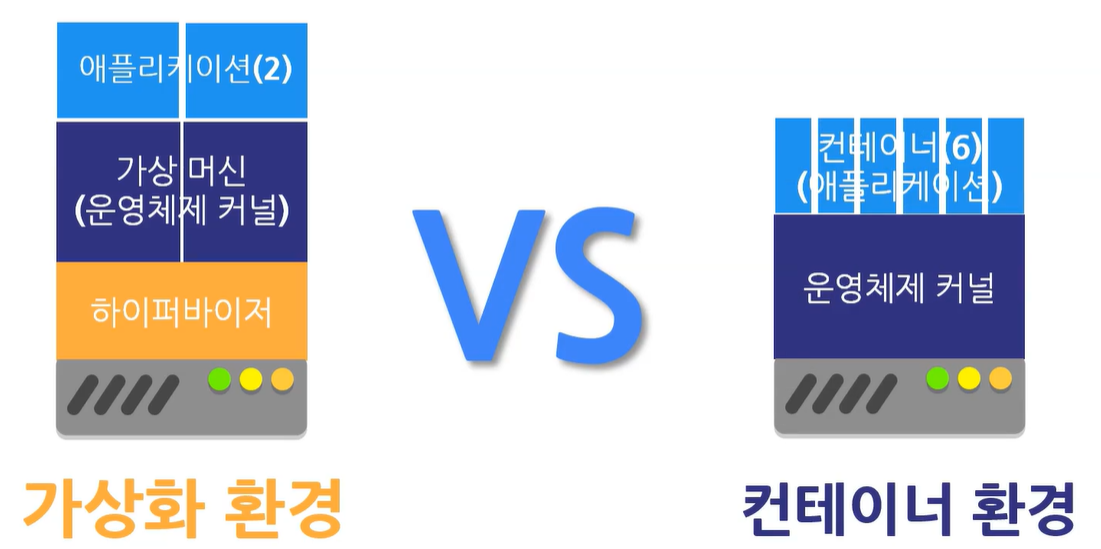 애플리케이션(2)
가상 머신
(운영체제 커널)
하이퍼바이저
가상화 환경
VS
컨테이너(6)
(애플리케이션)
운영체제 커널
컨테이너 환경